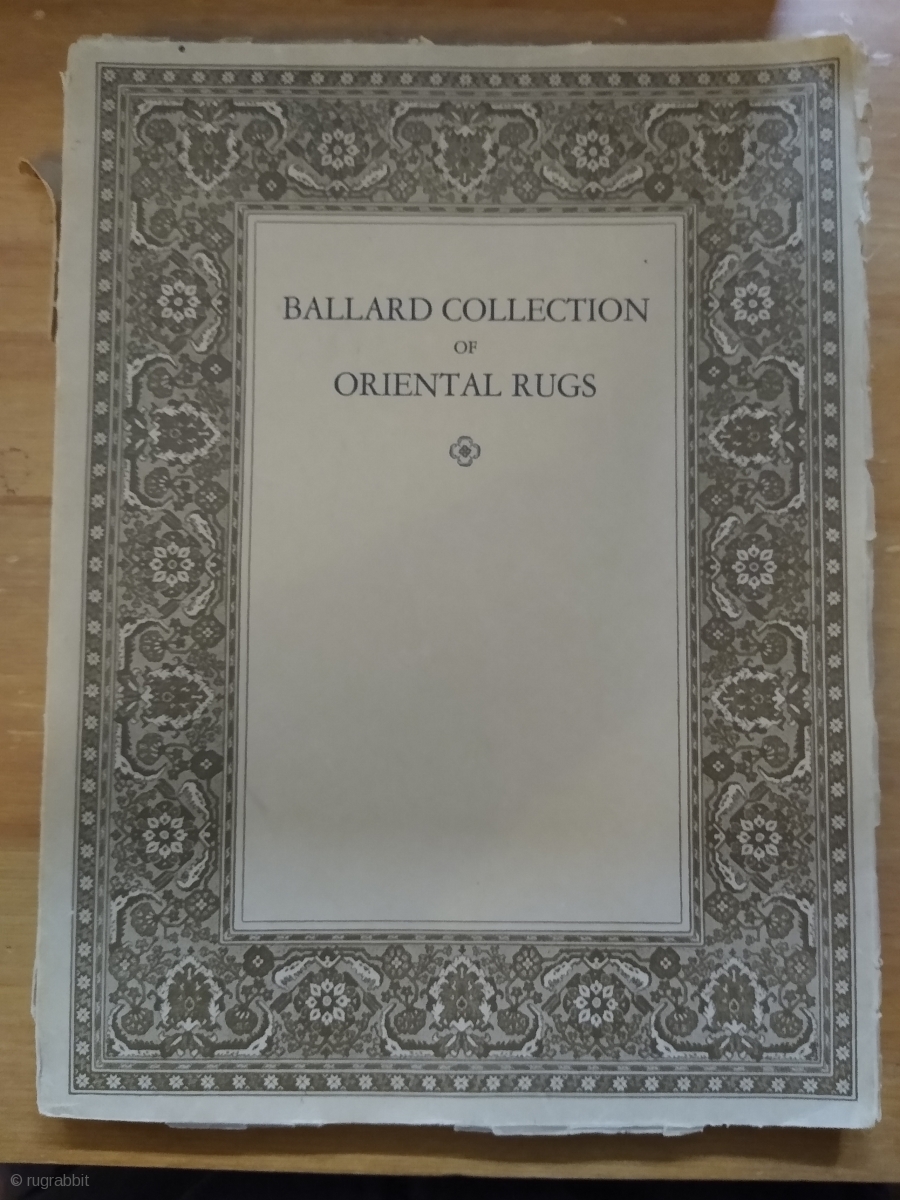 BALLARD COLLECTION
OF
ORIENTAL RUGS
© rugrabbit